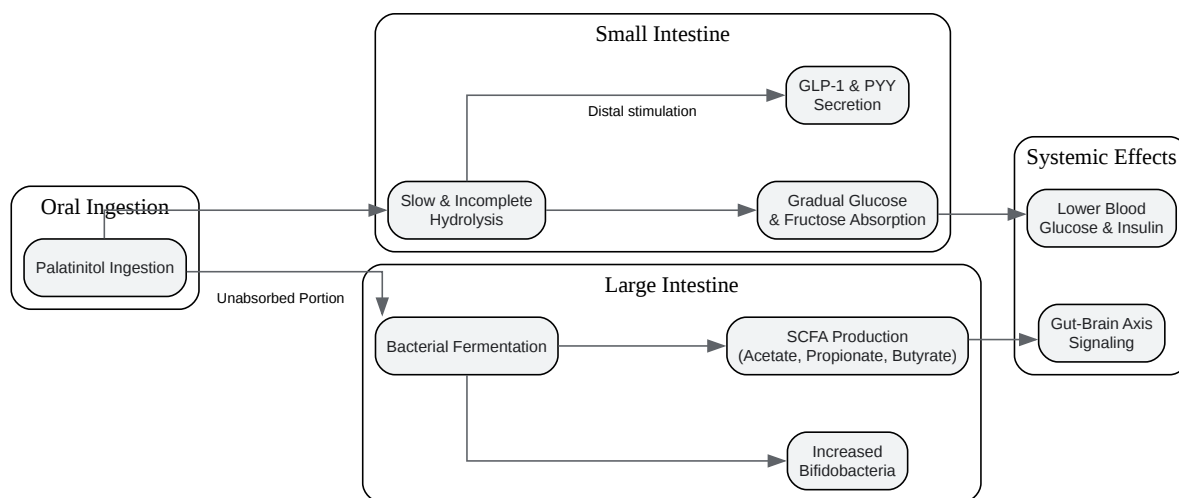 Small Intestine
GLP-1 & PYY
Secretion
Distal stimulation
Systemic Effects
Oral Ingestion
Slow & Incomplete
Hydrolysis
Gradual Glucose
& Fructose Absorption
Lower Blood
Glucose & Insulin
Palatinitol Ingestion
Unabsorbed Portion
Large Intestine
Bacterial Fermentation
SCFA Production
(Acetate, Propionate, Butyrate)
Gut-Brain Axis
Signaling
Increased
Bifidobacteria